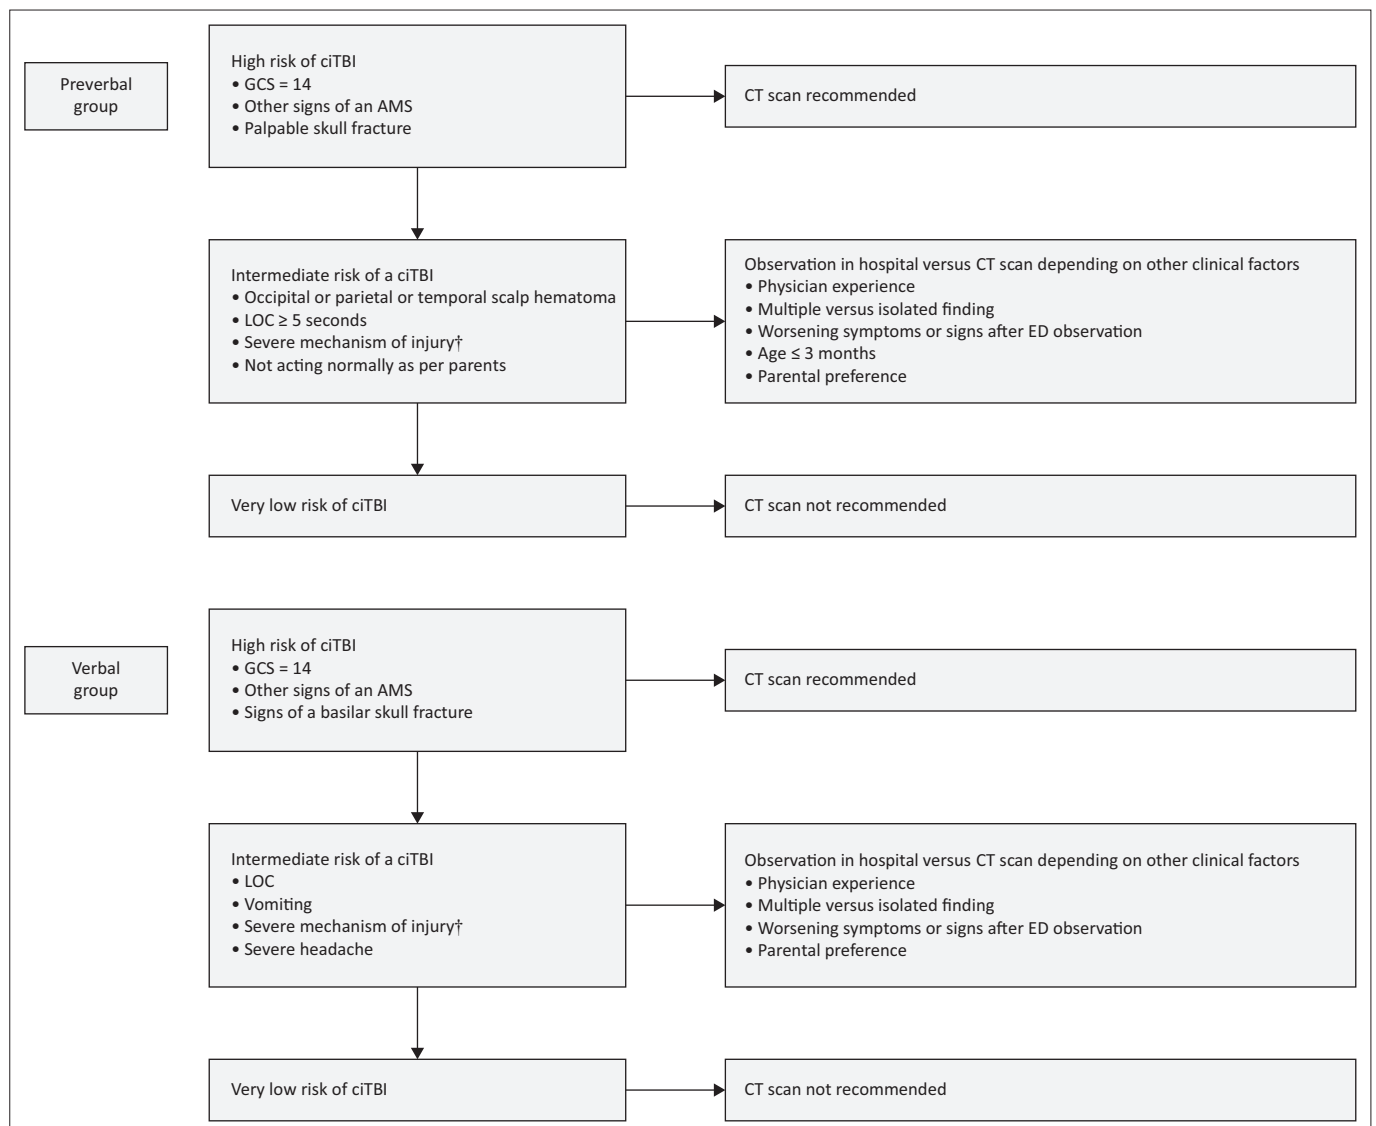 Preverbal
group
High risk of ciTBI
• GCS = 14
• Other signs of an AMS
• Palpable skull fracture
CT scan recommended
Intermediate risk of a ciTBI
• Occipital or parietal or temporal scalp hematoma
• LOC ≥ 5 seconds
• Severe mechanism of injury†
• Not acting normally as per parents
Observation in hospital versus CT scan depending on other clinical factors
• Physician experience
• Multiple versus isolated finding
• Worsening symptoms or signs after ED observation
• Age ≤ 3 months
• Parental preference
Very low risk of ciTBI
CT scan not recommended
Verbal
group
High risk of ciTBI
• GCS = 14
• Other signs of an AMS
• Signs of a basilar skull fracture
CT scan recommended
Intermediate risk of a ciTBI
• LOC
• Vomiting
• Severe mechanism of injury†
• Severe headache
Observation in hospital versus CT scan depending on other clinical factors
• Physician experience
• Multiple versus isolated finding
• Worsening symptoms or signs after ED observation
• Parental preference
Very low risk of ciTBI
CT scan not recommended